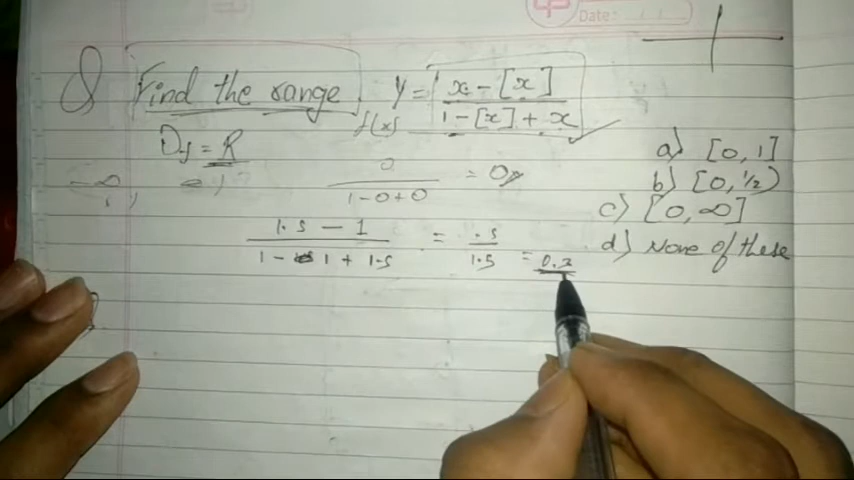 Date:
Q Find the range y = x - [x] / 1 - [x] + x
f(x)
Df = R
a) [0, 1]
0 / 1-0+0 = 0
b) [0, 1/2)
c) [0, ∞]
1.5 - 1 / 1 - 1 + 1.5 = .5 / 1.5 = 0.3
d) None of these